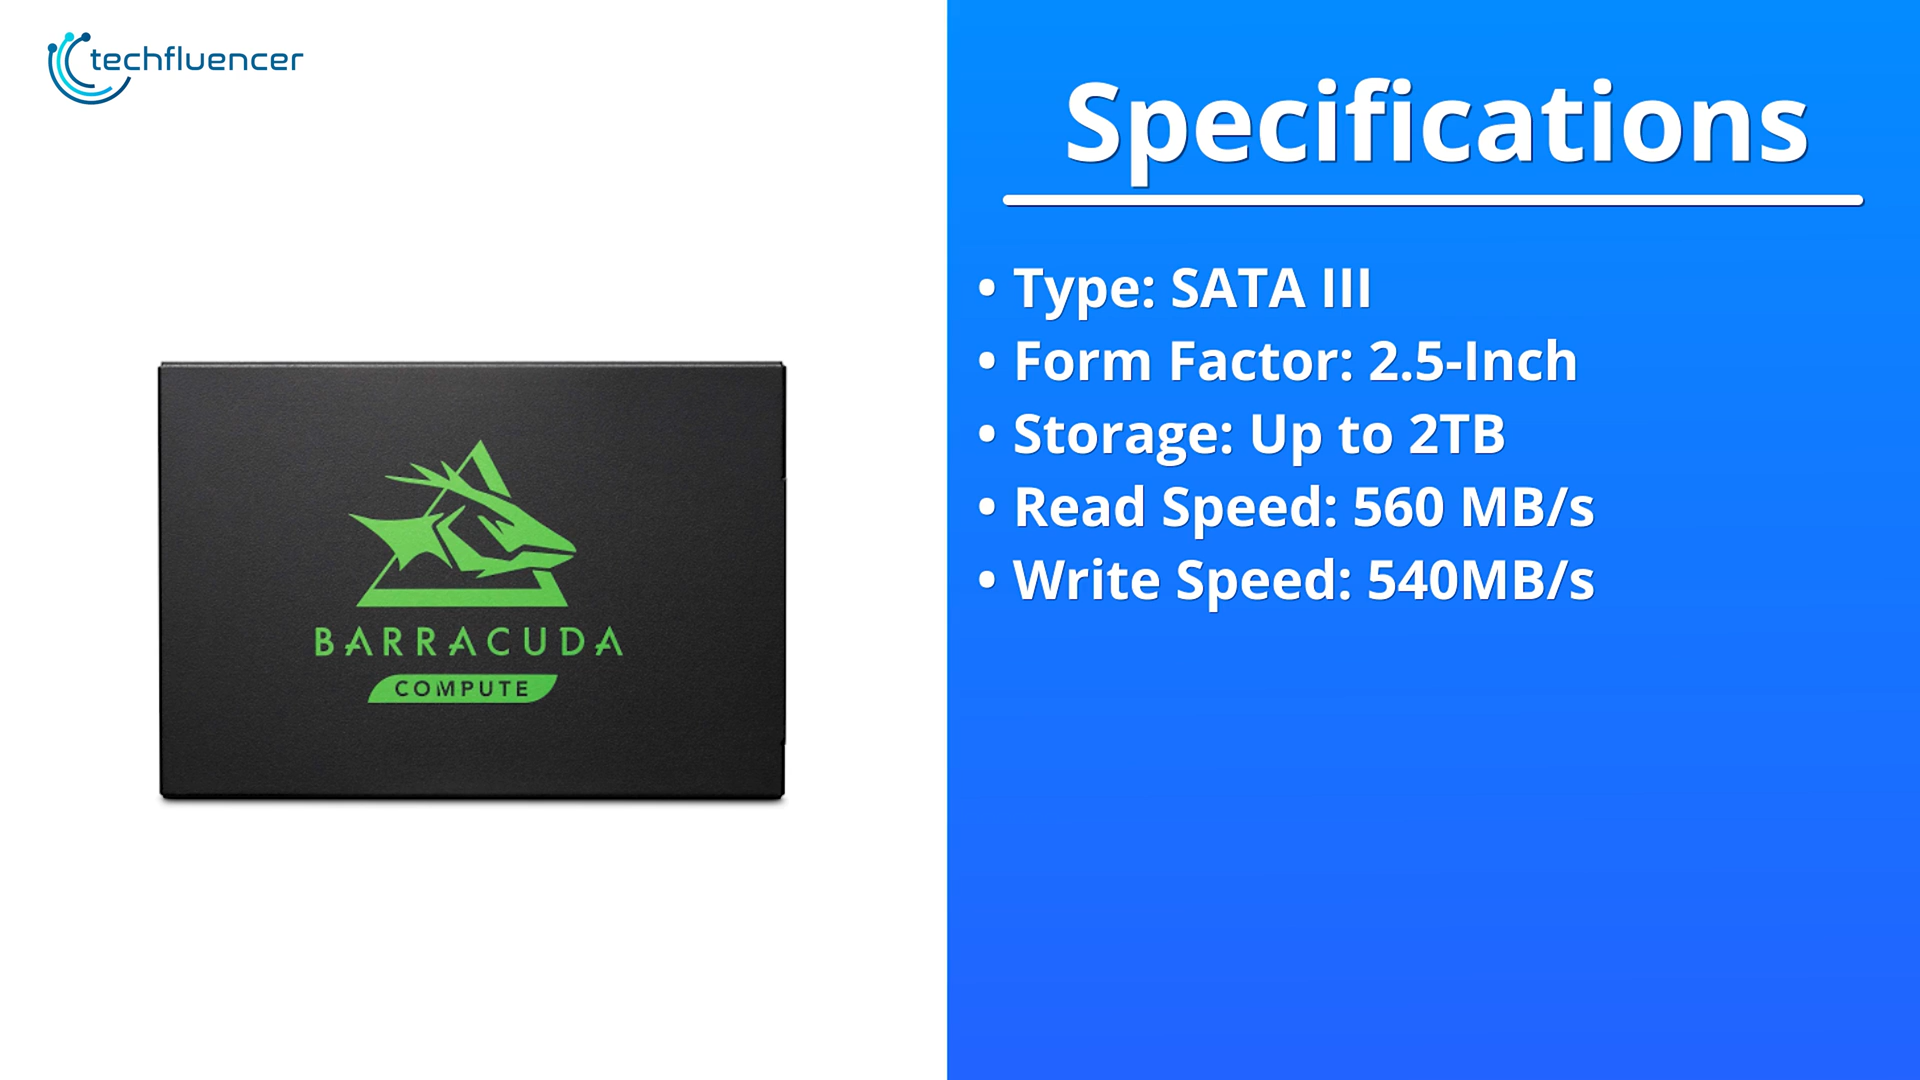 techfluencer
BARRACUDA
COMPUTE
Specifications
• Type: SATA III
• Form Factor: 2.5-Inch
• Storage: Up to 2TB
• Read Speed: 560 MB/s
• Write Speed: 540MB/s